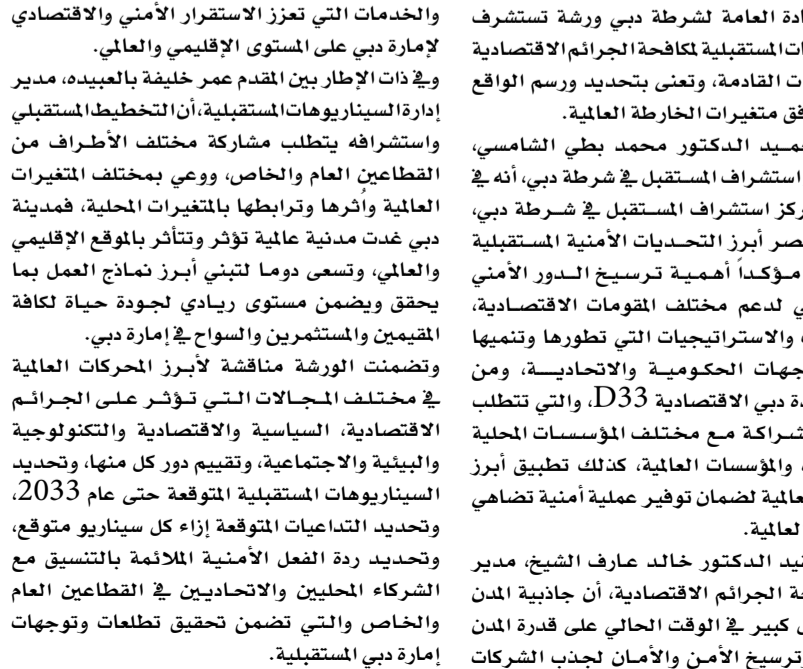 ادة العامة لشرطة دبي ورشة تستشرف
ات المستقبلية لمكافحة الجرائم الاقتصادية
ت القادمة، وتعنى بتحديد ورسم الواقع
فق متغيرات الخارطة العالمية.
ميد الدكتور محمد بطي الشامسي،
استشراف المستقبل في شرطة دبي، أنه في
ركز استشراف المستقبل في شرطة دبي،
صر أبرز التحديات الأمنية المستقبلية
مؤكداً أهمية ترسيخ الدور الأمني
ي لدعم مختلف المقومات الاقتصادية،
والاستراتيجيات التي تطورها وتنميها
جهات الحكومية والاتحادية، ومن
دة دبي الاقتصادية D33، والتي تتطلب
شراكة مع مختلف المؤسسات المحلية
، والمؤسسات العالمية، كذلك تطبيق أبرز
عالمية لضمان توفير عملية أمنية تضاهي
لعالمية.
نيد الدكتور خالد عارف الشيخ، مدير
حة الجرائم الاقتصادية، أن جاذبية المدن
ل كبير في الوقت الحالي على قدرة المدن
وترسيخ الأمن والأمان لجذب الشركات
والخدمات التي تعزز الاستقرار الأمني والاقتصادي
لإمارة دبي على المستوى الإقليمي والعالمي.
وفي ذات الإطار بين المقدم عمر خليفة بالعبيده، مدير
إدارة السيناريوهات المستقبلية، أن التخطيط المستقبلي
واستشرافه يتطلب مشاركة مختلف الأطراف من
القطاعين العام والخاص، ووعي بمختلف المتغيرات
العالمية وأثرها وترابطها بالمتغيرات المحلية، فمدينة
دبي غدت مدنية عالمية تؤثر وتتأثر بالموقع الإقليمي
والعالمي، وتسعى دوما لتبني أبرز نماذج العمل بما
يحقق ويضمن مستوى ريادي لجودة حياة لكافة
المقيمين والمستثمرين والسواح في إمارة دبي.
وتضمنت الورشة مناقشة لأبرز المحركات العالمية
في مختلف المجالات التي تؤثر على الجرائم
الاقتصادية، السياسية والاقتصادية والتكنولوجية
والبيئية والاجتماعية، وتقييم دور كل منها، وتحديد
السيناريوهات المستقبلية المتوقعة حتى عام 2033،
وتحديد التداعيات المتوقعة إزاء كل سيناريو متوقع،
وتحديد ردة الفعل الأمنية الملائمة بالتنسيق مع
الشركاء المحليين والاتحاديين في القطاعين العام
والخاص والتي تضمن تحقيق تطلعات وتوجهات
إمارة دبي المستقبلية.